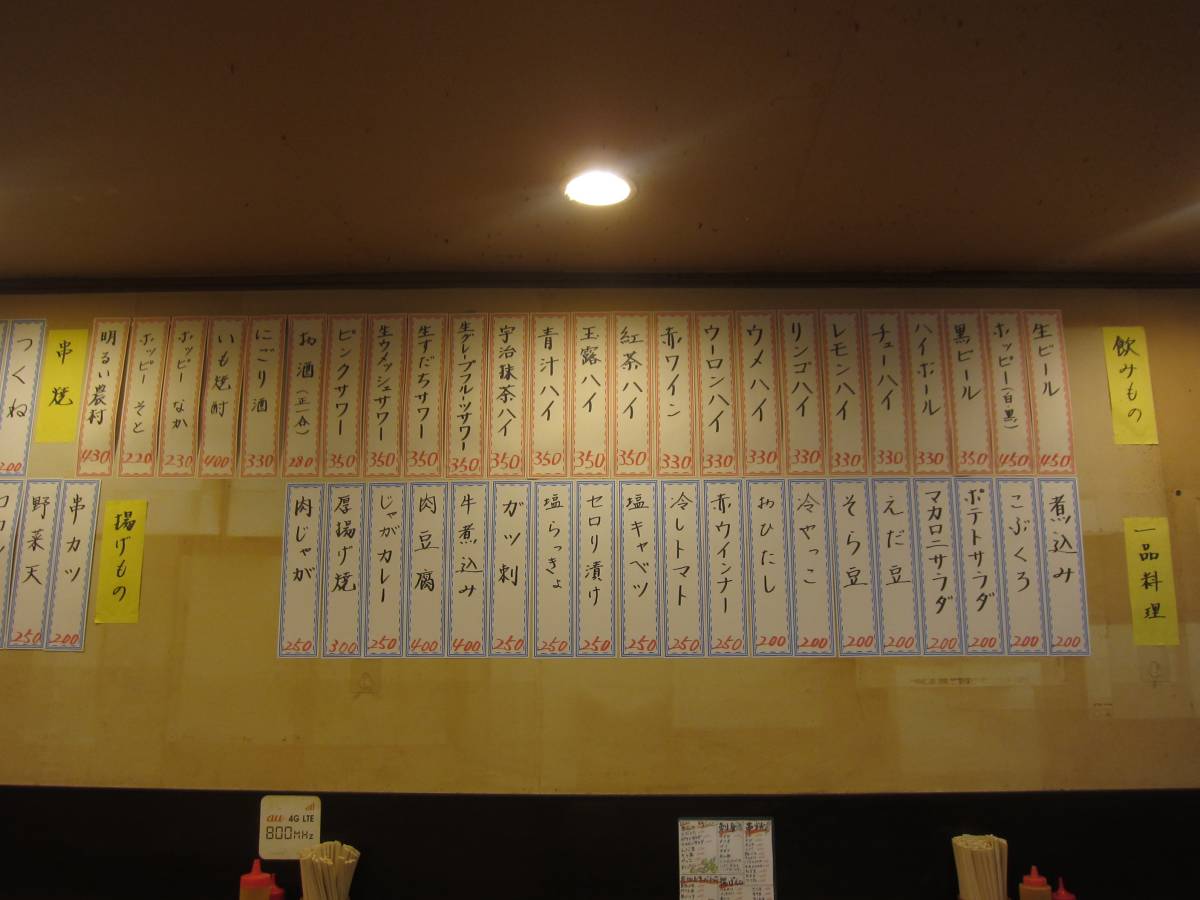 飲みもの
生ビール 450
ホッピー(白黒) 450
黒ビール 350
ハイボール 330
チューハイ 330
レモンハイ 330
リンゴハイ 330
ウメハイ 330
ウーロンハイ 330
赤ワイン 330
紅茶ハイ 350
玉露ハイ 350
青汁ハイ 350
宇治抹茶ハイ 350
生グレープフルーツサワー 350
生すだちサワー 350
生ウメッシュサワー 350
ピンクサワー 350
お酒(正一合) 280
にごり酒 330
いも焼酎 400
ホッピーなか 230
ホッピーそと 220
明るい農村 430
串焼
つくね 200
一品料理
煮込み 200
こぶくろ 200
ポテトサラダ 200
マカロニサラダ 200
えだ豆 200
そら豆 200
冷やっこ 200
おひたし 200
赤ウインナー 250
冷しトマト 250
塩キャベツ 250
セロリ漬け 250
塩らっきょ 250
ガツ刺 250
牛煮込み 400
肉豆腐 400
じゃがカレー 250
厚揚げ焼 300
肉じゃが 250
揚げもの
串カツ 200
野菜天 250
au 4G LTE
800MHz